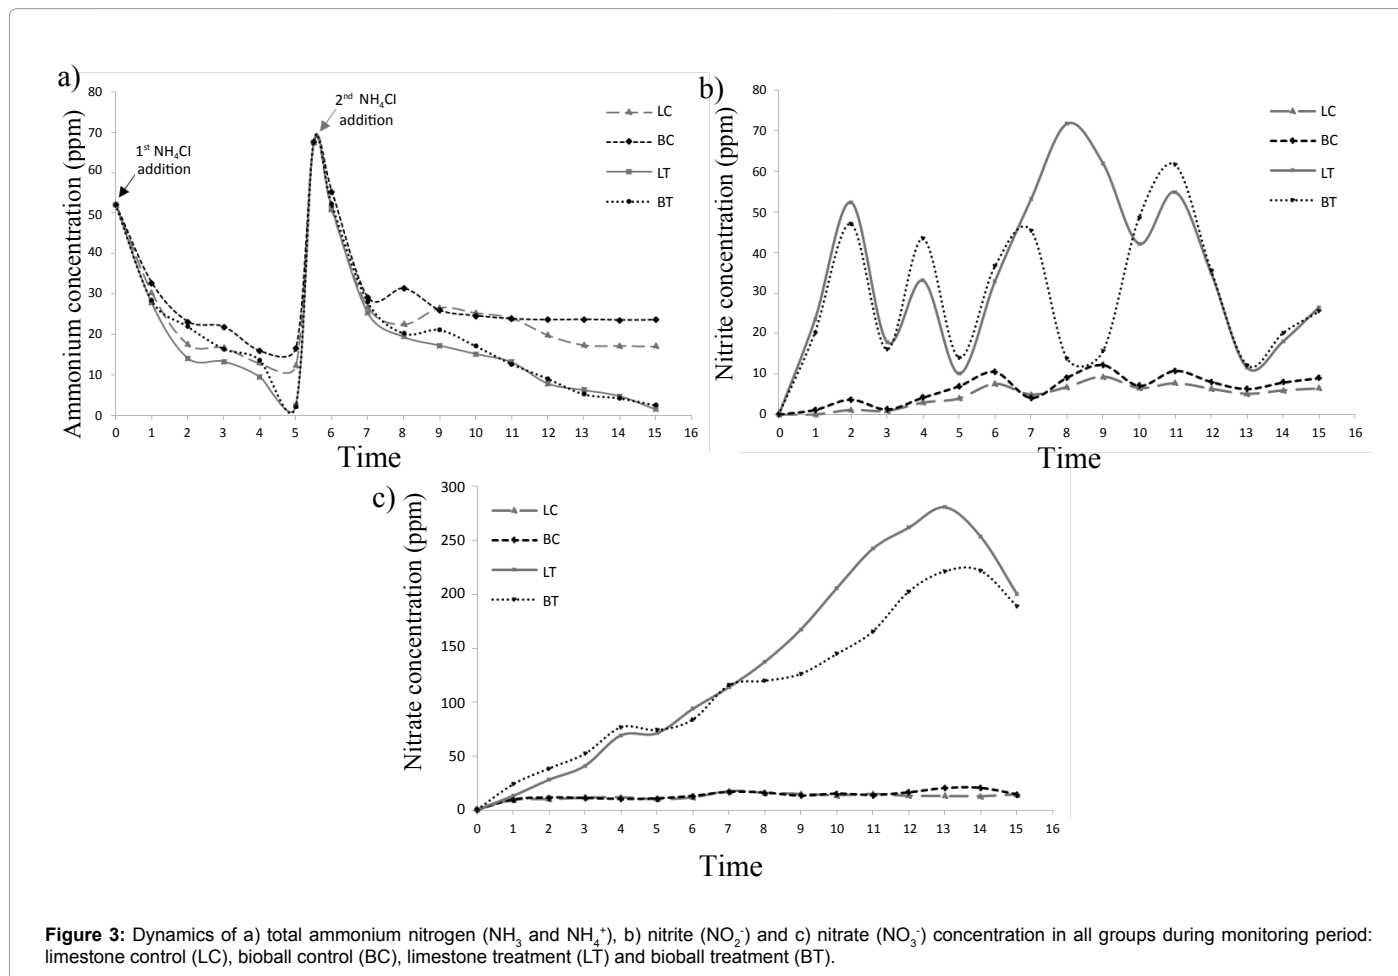 a)
Ammonium concentration (ppm)
80
70
60
50
40
30
20
10
0
1st NH4Cl
addition
2nd NH4Cl
addition
LC
BC
LT
BT
0 1 2 3 4 5 6 7 8 9 10 11 12 13 14 15 16
Time
b)
Nitrite concentration (ppm)
80
70
60
50
40
30
20
10
0
LC
BC
LT
BT
0 1 2 3 4 5 6 7 8 9 10 11 12 13 14 15 16
Time
c)
Nitrate concentration (ppm)
300
250
200
150
100
50
0
LC
BC
LT
BT
0 1 2 3 4 5 6 7 8 9 10 11 12 13 14 15 16
Time
Figure 3: Dynamics of a) total ammonium nitrogen (NH3 and NH4+), b) nitrite (NO2-) and c) nitrate (NO3-) concentration in all groups during monitoring period:
limestone control (LC), bioball control (BC), limestone treatment (LT) and bioball treatment (BT).